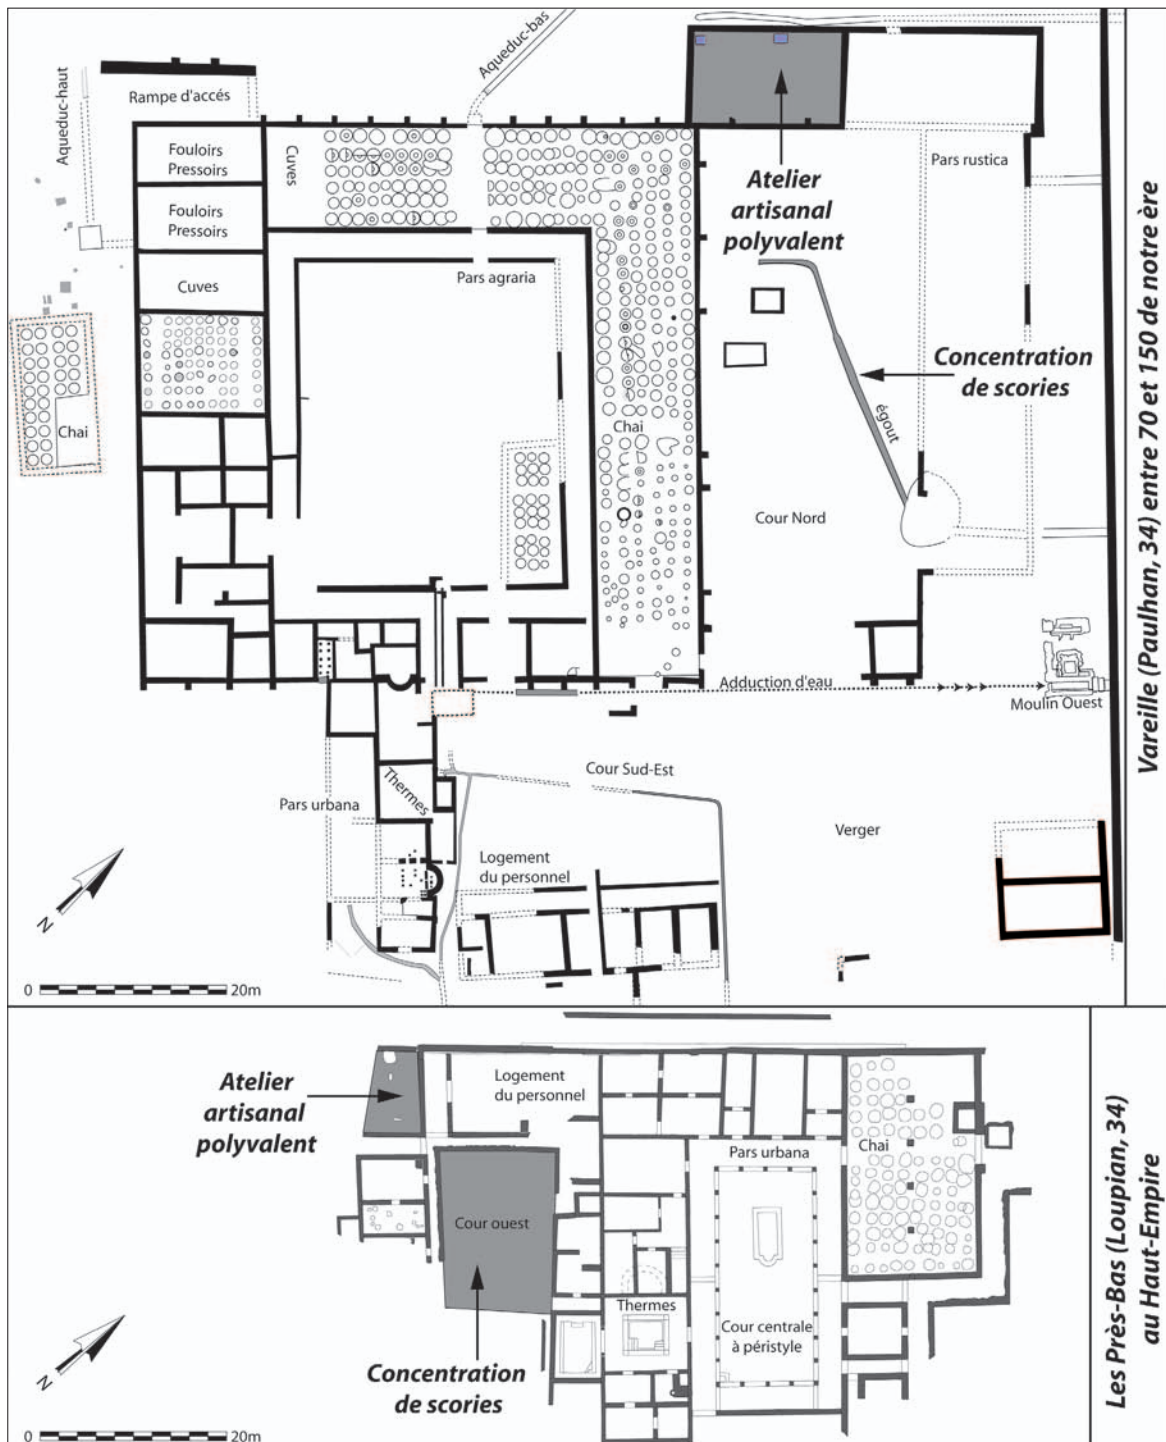 Aqueduc-bas
Rampe d'accés
Aqueduc-haut
Fouloirs
Pressoirs
Cuves
Pars rustica
Atelier
artisanal
polyvalent
Fouloirs
Pressoirs
Pars agraria
Cuves
Concentration
de scories
Chai
Chai
égout
Cour Nord
Adduction d'eau
Moulin Ouest
Cour Sud-Est
Thermes
Pars urbana
Verger
Logement
du personnel
N
0 20m
Vareille (Paulhan, 34) entre 70 et 150 de notre ère
Atelier
artisanal
polyvalent
Logement
du personnel
Pars urbana
Chai
Cour ouest
Thermes
Cour centrale
à péristyle
Concentration
de scories
N
0 20m
Les Près-Bas (Loupian, 34)
au Haut-Empire